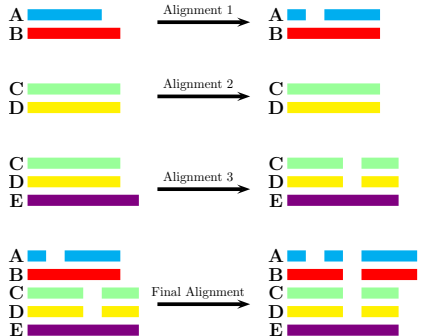 A Alignment 1 A
B B
C Alignment 2 C
D D
C C
D Alignment 3 D
E E
A A
B B
C Final Alignment C
D D
E E